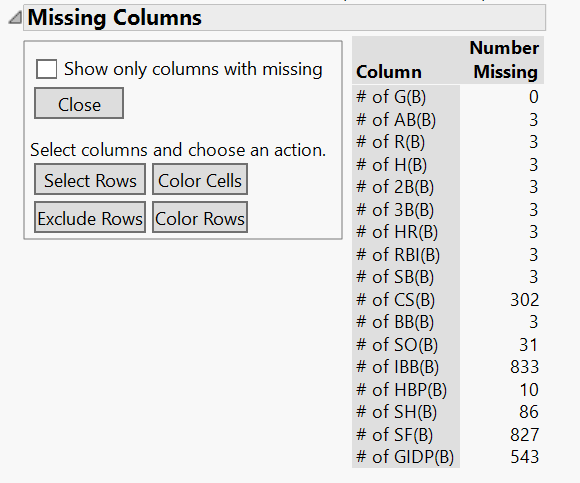 Missing Columns
Show only columns with missing
Close
Select columns and choose an action.
Select Rows Color Cells
Exclude Rows Color Rows
Number
Column Missing
# of G(B) 0
# of AB(B) 3
# of R(B) 3
# of H(B) 3
# of 2B(B) 3
# of 3B(B) 3
# of HR(B) 3
# of RBI(B) 3
# of SB(B) 3
# of CS(B) 302
# of BB(B) 3
# of SO(B) 31
# of IBB(B) 833
# of HBP(B) 10
# of SH(B) 86
# of SF(B) 827
# of GIDP(B) 543